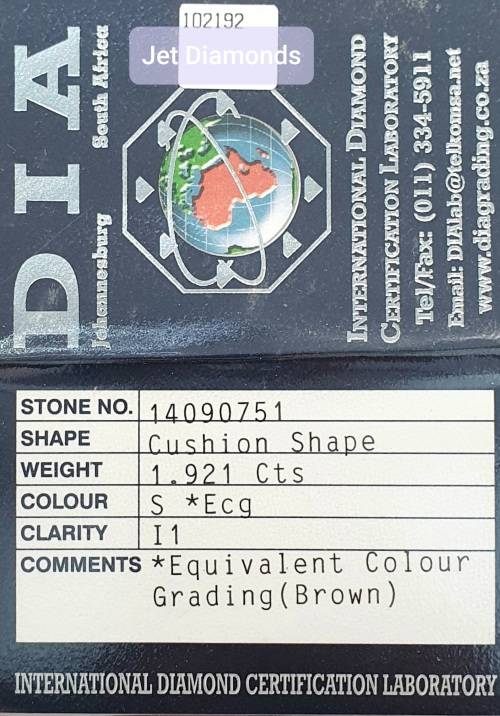 102192
Jet Diamonds
DIA
Johannesburg South Africa
INTERNATIONAL DIAMOND
CERTIFICATION LABORATORY
Tel/Fax: (011) 334-5911
Email: DIAlab@telkomsa.net
www.diagrading.co.za
STONE NO. 14090751
SHAPE Cushion Shape
WEIGHT 1.921 Cts
COLOUR S *Ecg
CLARITY I1
COMMENTS *Equivalent Colour
Grading(Brown)
INTERNATIONAL DIAMOND CERTIFICATION LABORATORY